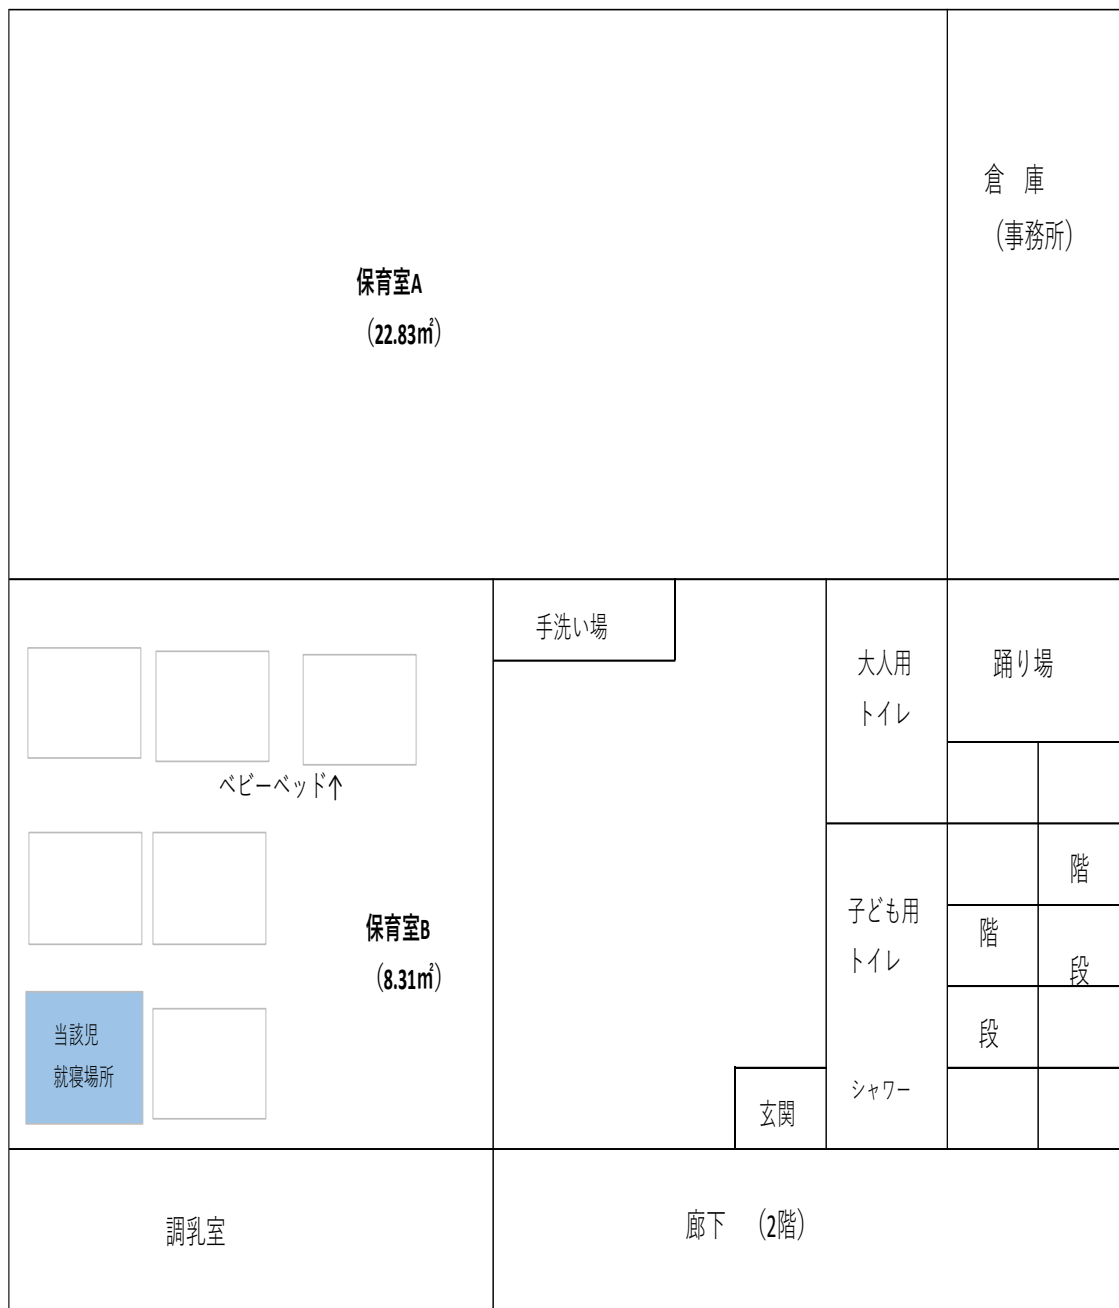 倉　庫
（事務所）
保育室A
（22.83㎡）
手洗い場
大人用
トイレ
踊り場
ベビーベッド↑
階
段
子ども用
トイレ
階
段
保育室B
（8.31㎡）
当該児
就寝場所
シャワー
玄関
調乳室
廊下　（2階）